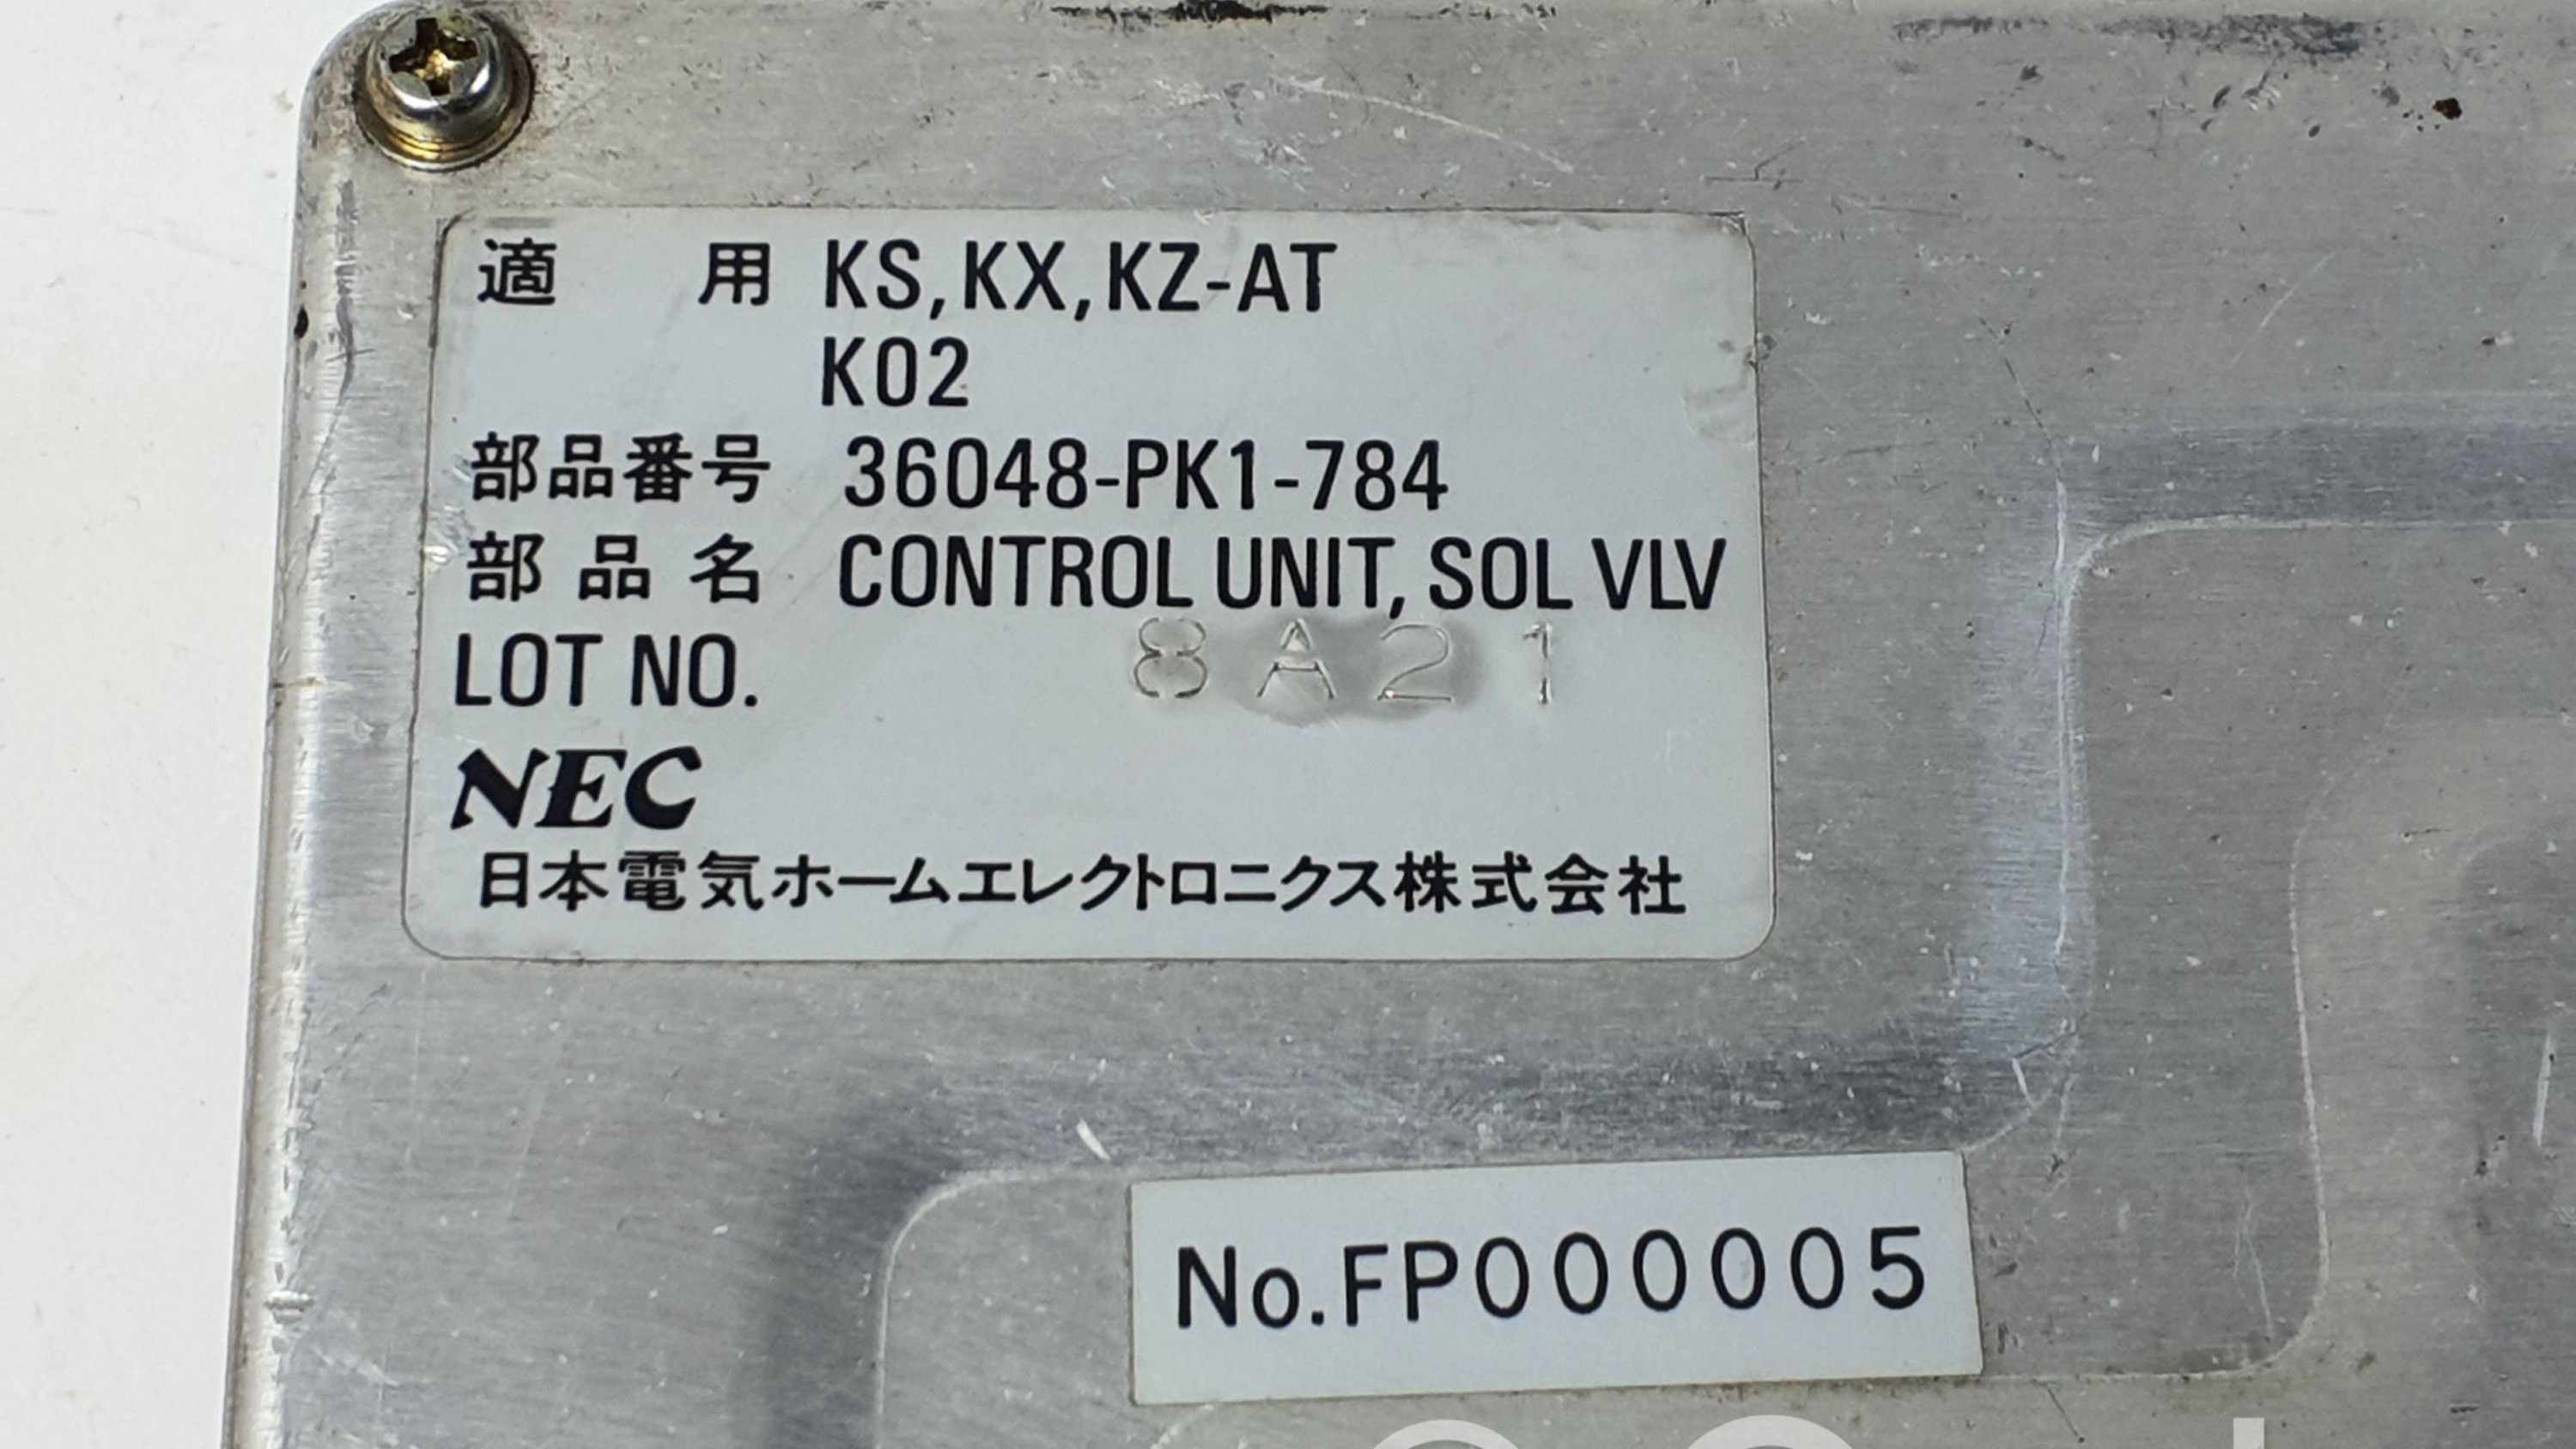 適用 KS,KX,KZ-AT
K02
部品番号 36048-PK1-784
部品名 CONTROL UNIT, SOL VLV
LOT NO. 8A21
NEC
日本電気ホームエレクトロニクス株式会社
No.FP000005